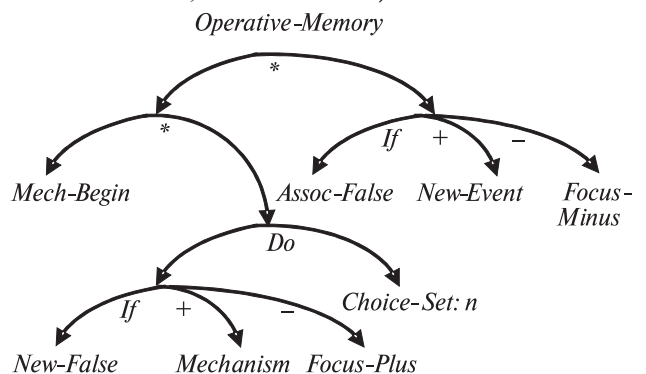 Operative-Memory
*
*
If + −
Mech-Begin Assoc-False New-Event Focus-
Minus
Do
Choice-Set: n
If + −
New-False Mechanism Focus-Plus